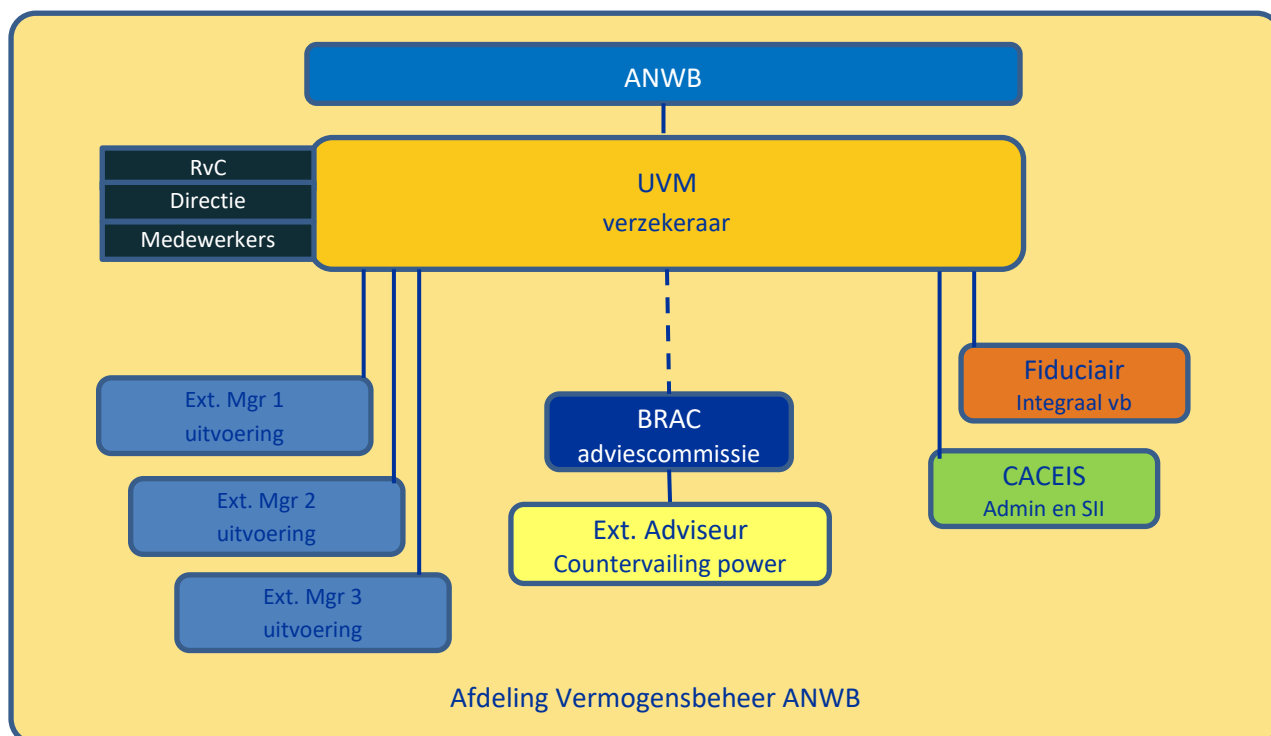 ANWB
RvC
Directie
Medewerkers
UVM
verzekeraar
Ext. Mgr 1
uitvoering
Ext. Mgr 2
uitvoering
Ext. Mgr 3
uitvoering
BRAC
adviescommissie
Ext. Adviseur
Countervailing power
Fiduciair
Integraal vb
CACEIS
Admin en SII
Afdeling Vermogensbeheer ANWB